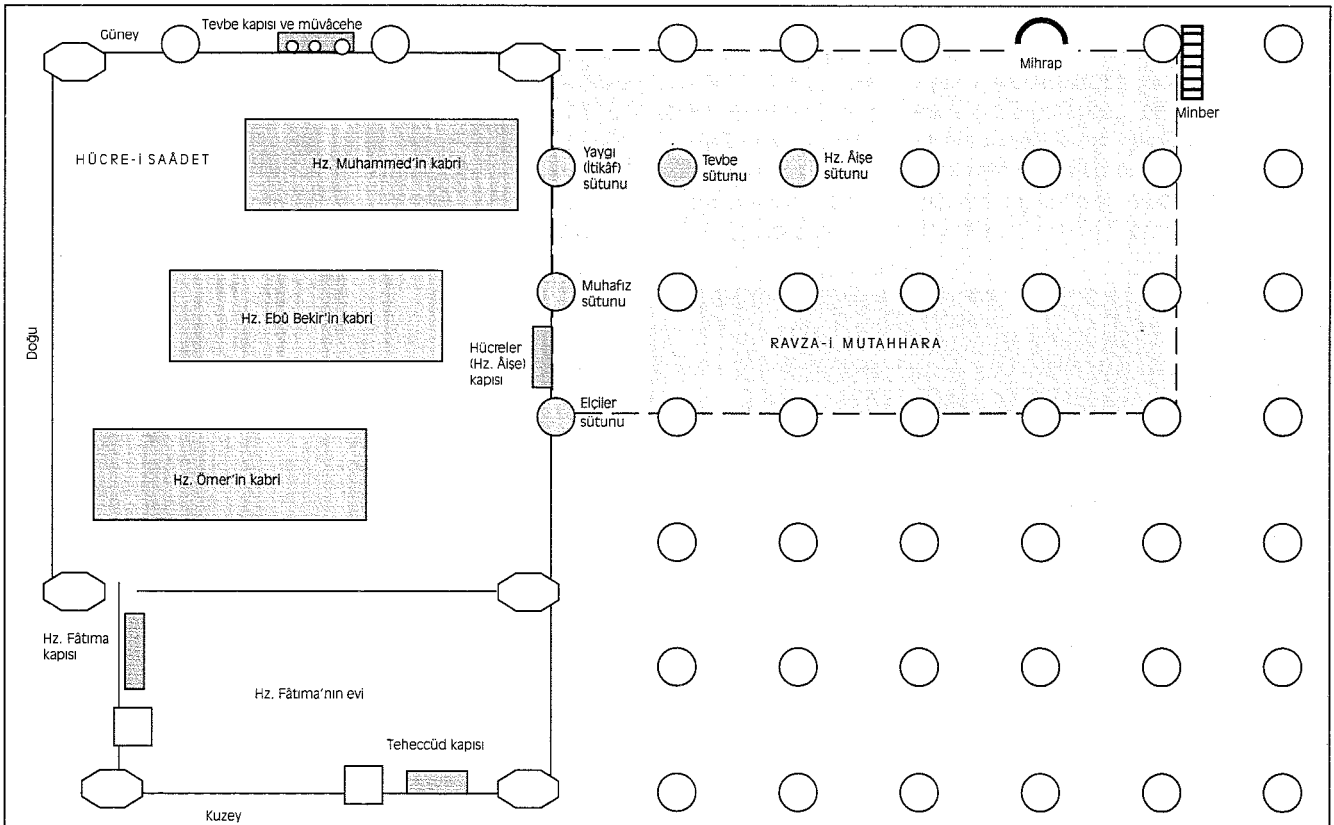 Güney
Tevbe kapısı ve müvâcehe
Mihrap
Minber
HÜCRE-İ SAÂDET
Hz. Muhammed'in kabri
Yaygı
(İtikâf)
sütunu
Tevbe
sütunu
Hz. Âişe
sütunu
Doğu
Hz. Ebû Bekir'in kabri
Muhafız
sütunu
Hücreler
(Hz. Âişe)
kapısı
RAVZA-İ MUTAHHARA
Elçiler
sütunu
Hz. Ömer'in kabri
Hz. Fâtıma
kapısı
Hz. Fâtıma'nın evi
Teheccüd kapısı
Kuzey